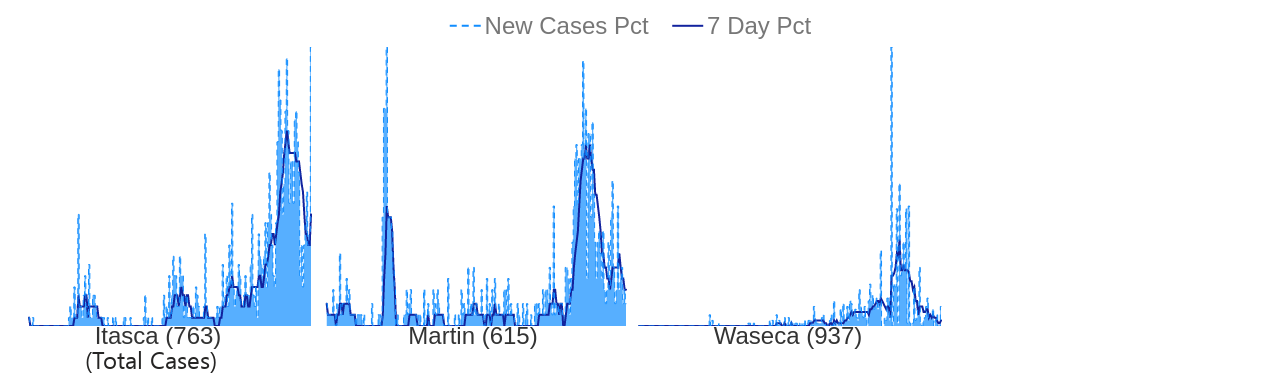 New Cases Pct 7 Day Pct
Itasca (763) Martin (615) Waseca (937)
(Total Cases)